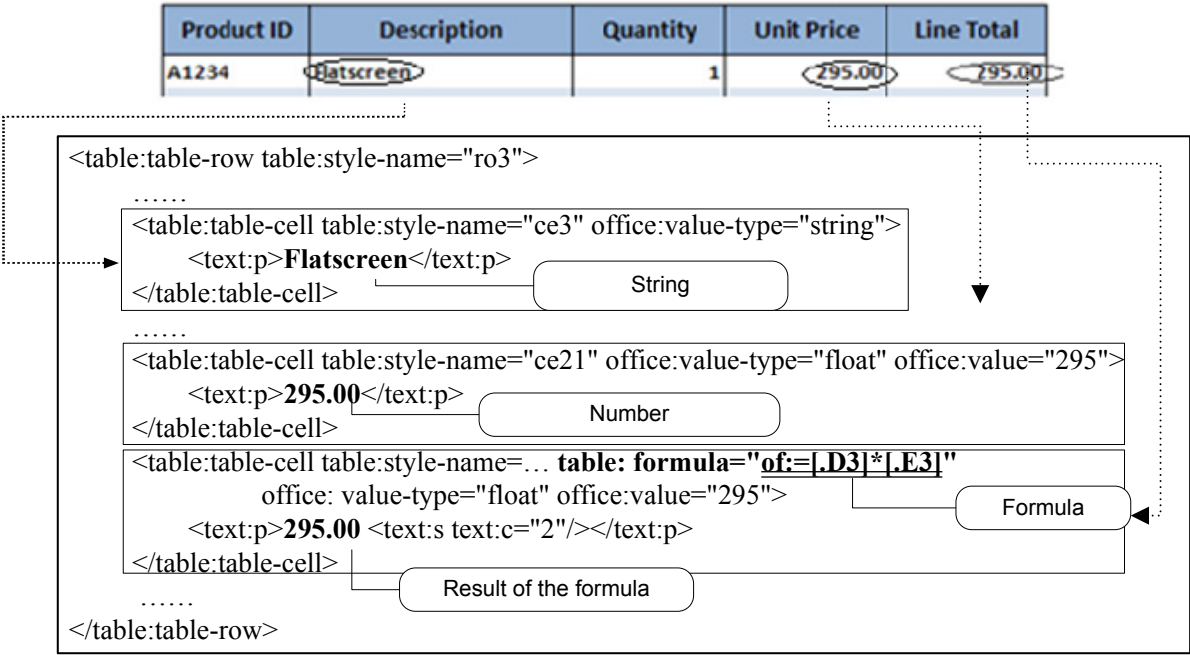 Product ID Description Quantity Unit Price Line Total
A1234 Flatscreen 1 295.00 295.00
<table:table-row table:style-name="ro3">
……
<table:table-cell table:style-name="ce3" office:value-type="string">
<text:p>Flatscreen</text:p>
String
</table:table-cell>
……
<table:table-cell table:style-name="ce21" office:value-type="float" office:value="295">
<text:p>295.00</text:p>
Number
</table:table-cell>
<table:table-cell table:style-name=… table: formula="of:=[.D3]*[.E3]"
office: value-type="float" office:value="295">
Formula
<text:p>295.00 <text:s text:c="2"/></text:p>
</table:table-cell>
Result of the formula
……
</table:table-row>